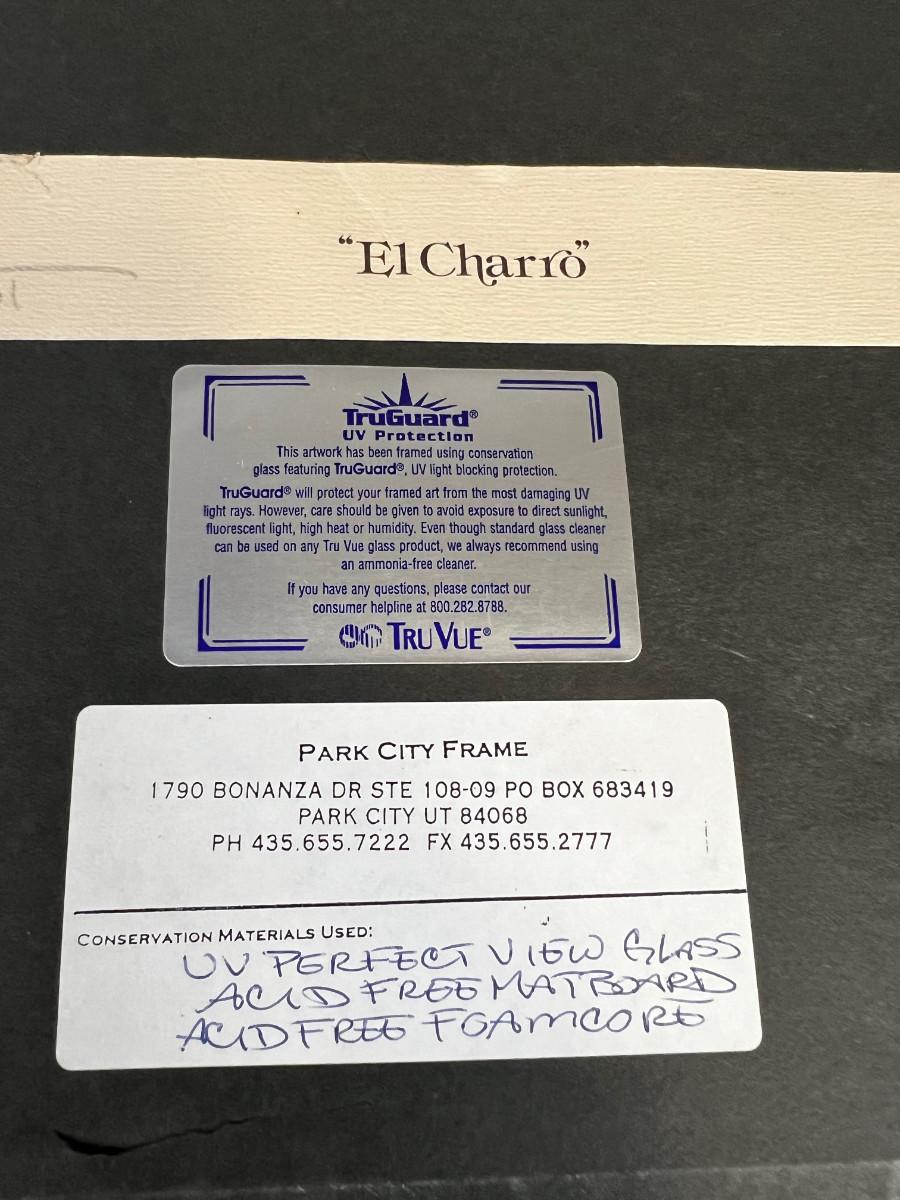 “El Charro”
TruGuard®
UV Protection
This artwork has been framed using conservation
glass featuring TruGuard®, UV light blocking protection.
TruGuard® will protect your framed art from the most damaging UV
light rays. However, care should be given to avoid exposure to direct sunlight,
fluorescent light, high heat or humidity. Even though standard glass cleaner
can be used on any Tru Vue glass product, we always recommend using
an ammonia-free cleaner.
If you have any questions, please contact our
consumer helpline at 800.282.8788.
TRU VUE®
PARK CITY FRAME
1790 BONANZA DR STE 108-09 PO BOX 683419
PARK CITY UT 84068
PH 435.655.7222 FX 435.655.2777
CONSERVATION MATERIALS USED:
UV PERFECT VIEW GLASS
ACID FREE MATBOARD
ACID FREE FOAMCORE